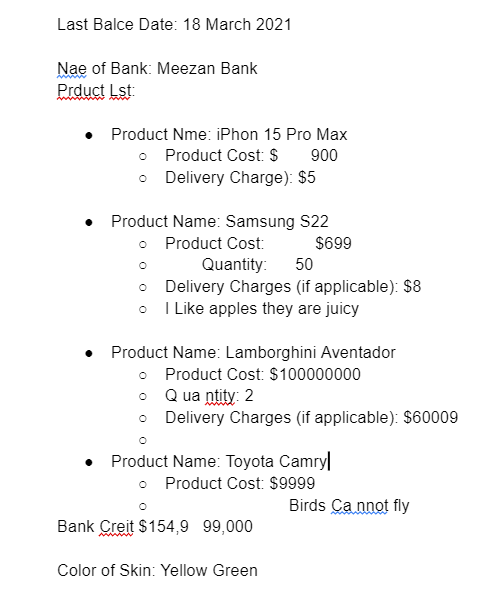 Last Balce Date: 18 March 2021
Nae of Bank: Meezan Bank
Prduct Lst:
● Product Nme: iPhon 15 Pro Max
○ Product Cost: $ 900
○ Delivery Charge): $5
● Product Name: Samsung S22
○ Product Cost: $699
○ Quantity: 50
○ Delivery Charges (if applicable): $8
○ I Like apples they are juicy
● Product Name: Lamborghini Aventador
○ Product Cost: $100000000
○ Q ua ntity: 2
○ Delivery Charges (if applicable): $60009
○
● Product Name: Toyota Camry
○ Product Cost: $9999
○ Birds Ca nnot fly
Bank Creit $154,9 99,000
Color of Skin: Yellow Green